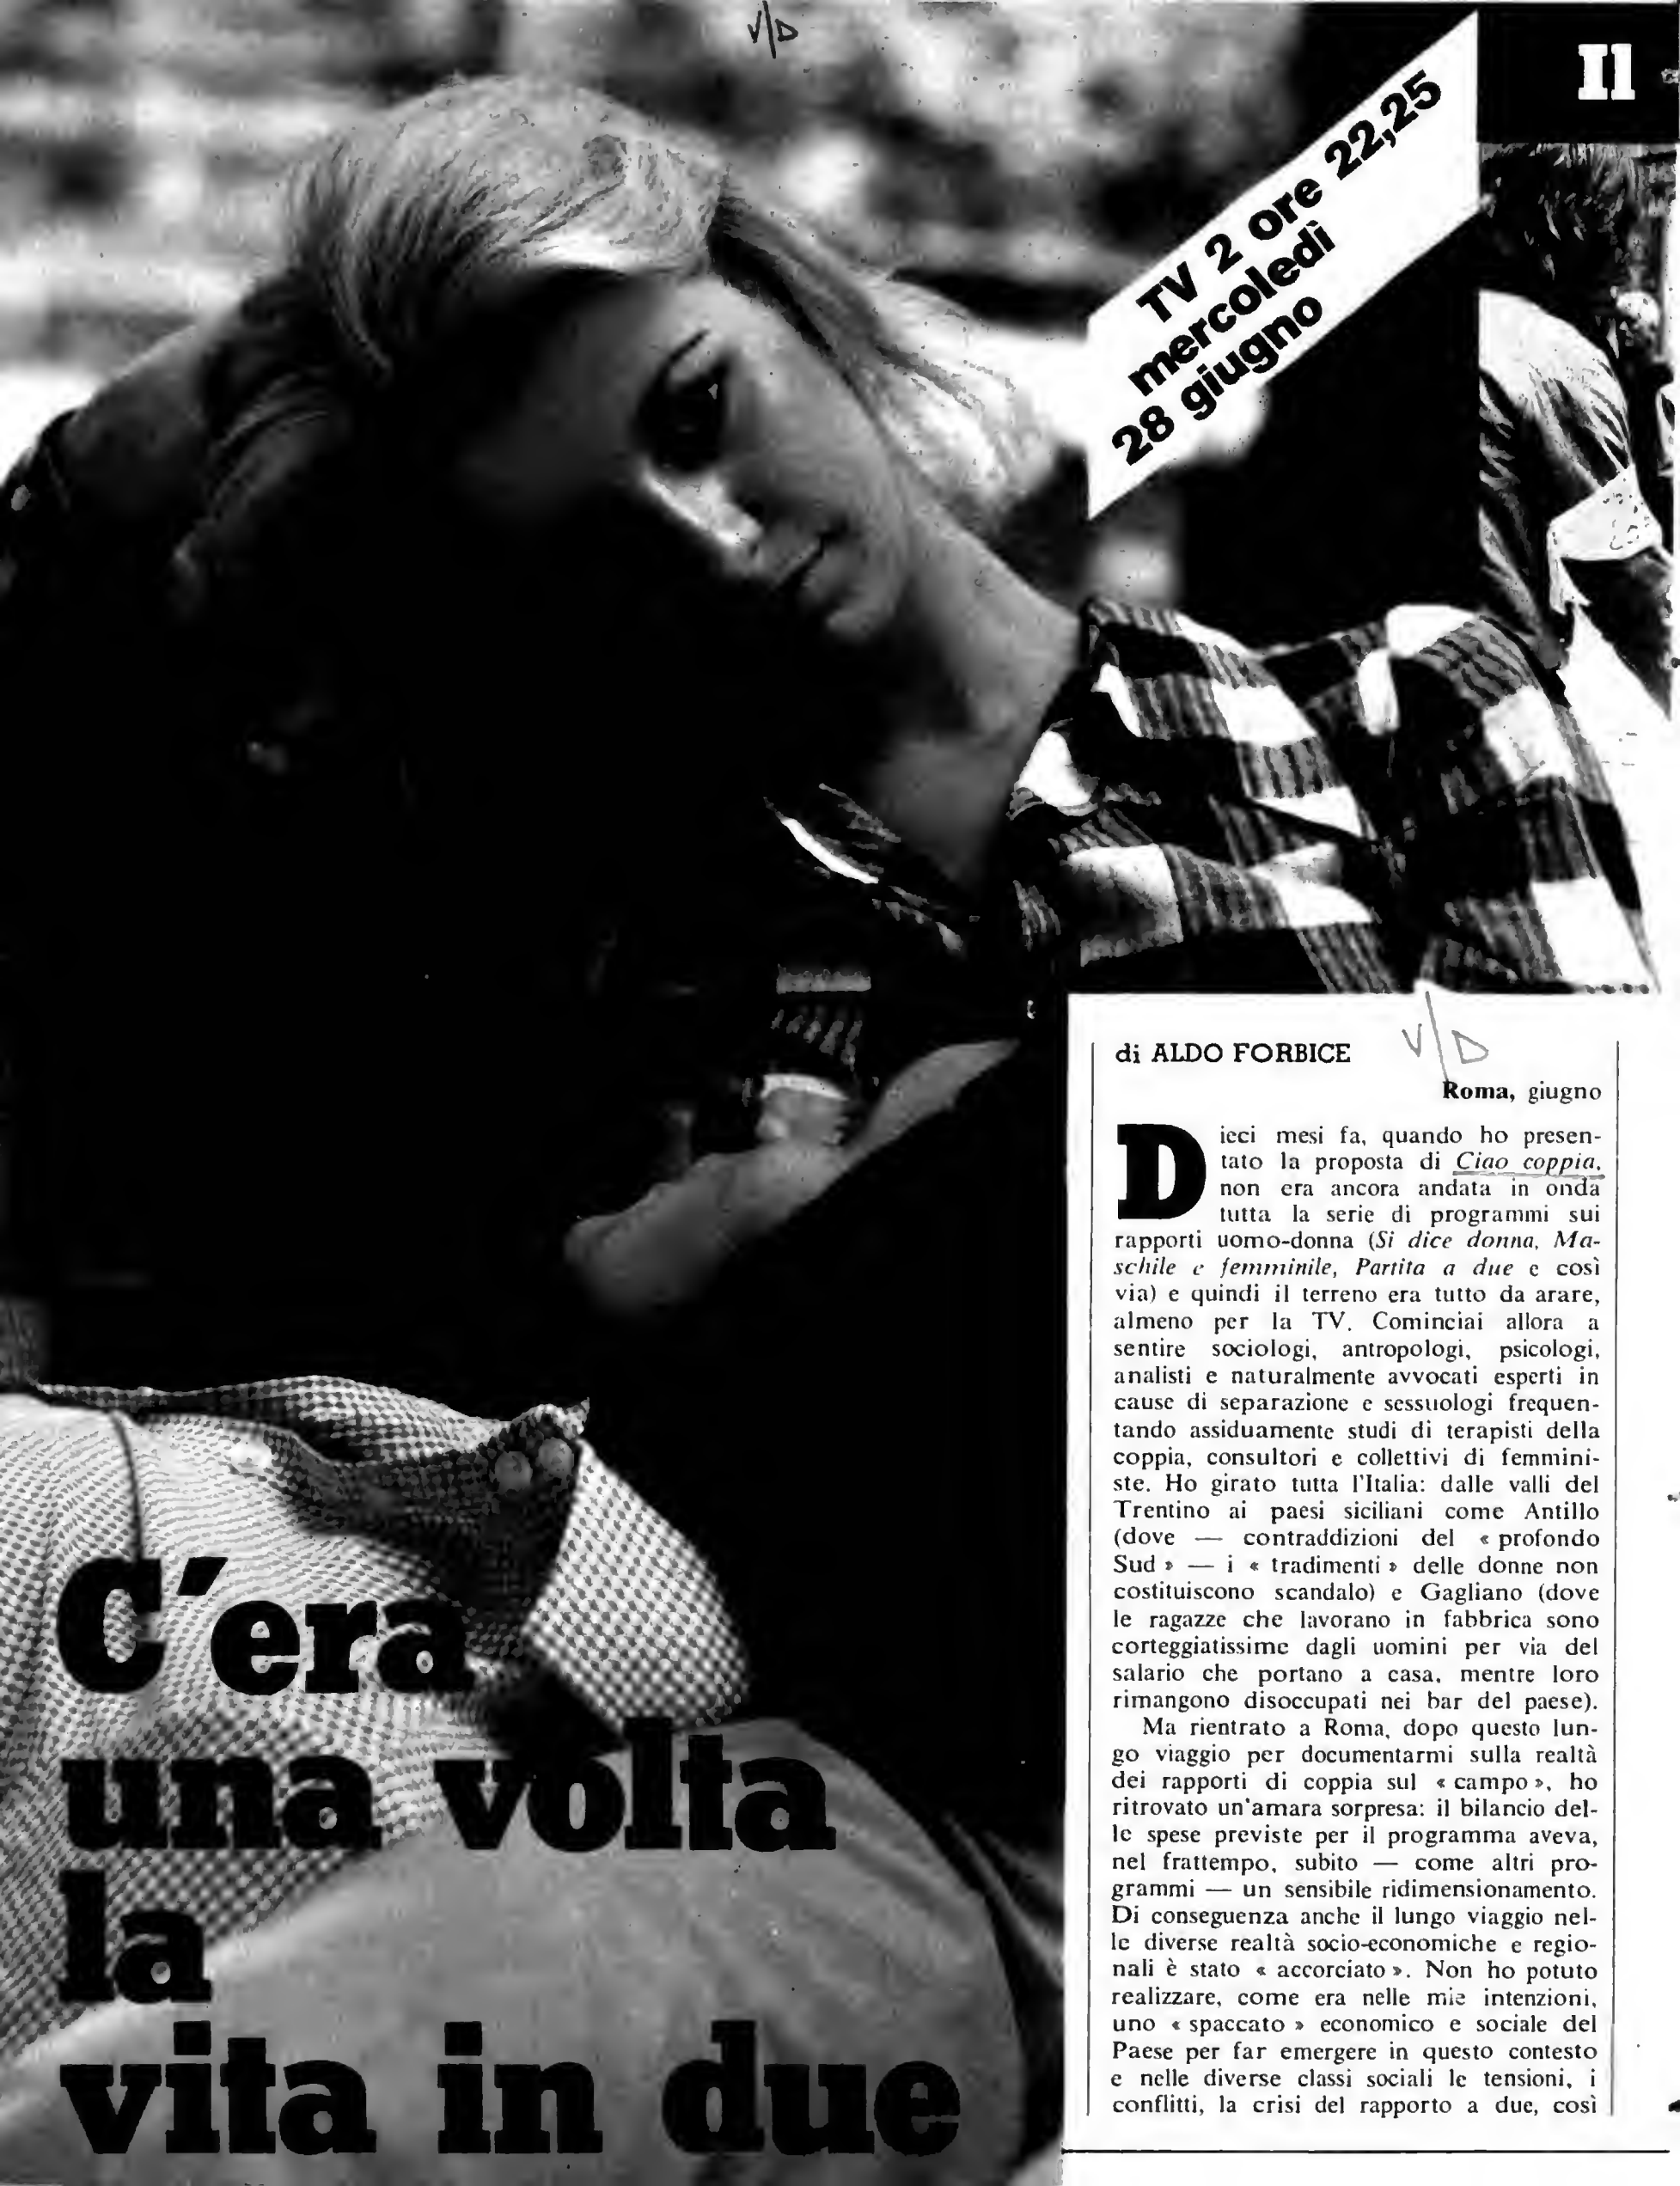 V/D
Il
TV 2 ore 22,25
mercoledì
28 giugno
C'era
una volta
la
vita in due
di ALDO FORBICE
V/D
Roma, giugno
Dieci mesi fa, quando ho presen-
tato la proposta di Ciao coppia,
non era ancora andata in onda
tutta la serie di programmi sui
rapporti uomo-donna (Si dice donna, Ma-
schile e femminile, Partita a due e così
via) e quindi il terreno era tutto da arare,
almeno per la TV. Cominciai allora a
sentire sociologi, antropologi, psicologi,
analisti e naturalmente avvocati esperti in
cause di separazione e sessuologi frequen-
tando assiduamente studi di terapisti della
coppia, consultori e collettivi di femmini-
ste. Ho girato tutta l'Italia: dalle valli del
Trentino ai paesi siciliani come Antillo
(dove — contraddizioni del « profondo
Sud » — i « tradimenti » delle donne non
costituiscono scandalo) e Gagliano (dove
le ragazze che lavorano in fabbrica sono
corteggiatissime dagli uomini per via del
salario che portano a casa, mentre loro
rimangono disoccupati nei bar del paese).
Ma rientrato a Roma, dopo questo lun-
go viaggio per documentarmi sulla realtà
dei rapporti di coppia sul « campo », ho
ritrovato un'amara sorpresa: il bilancio del-
le spese previste per il programma aveva,
nel frattempo, subito — come altri pro-
grammi — un sensibile ridimensionamento.
Di conseguenza anche il lungo viaggio nel-
le diverse realtà socio-economiche e regio-
nali è stato « accorciato ». Non ho potuto
realizzare, come era nelle mie intenzioni,
uno « spaccato » economico e sociale del
Paese per far emergere in questo contesto
e nelle diverse classi sociali le tensioni, i
conflitti, la crisi del rapporto a due, così